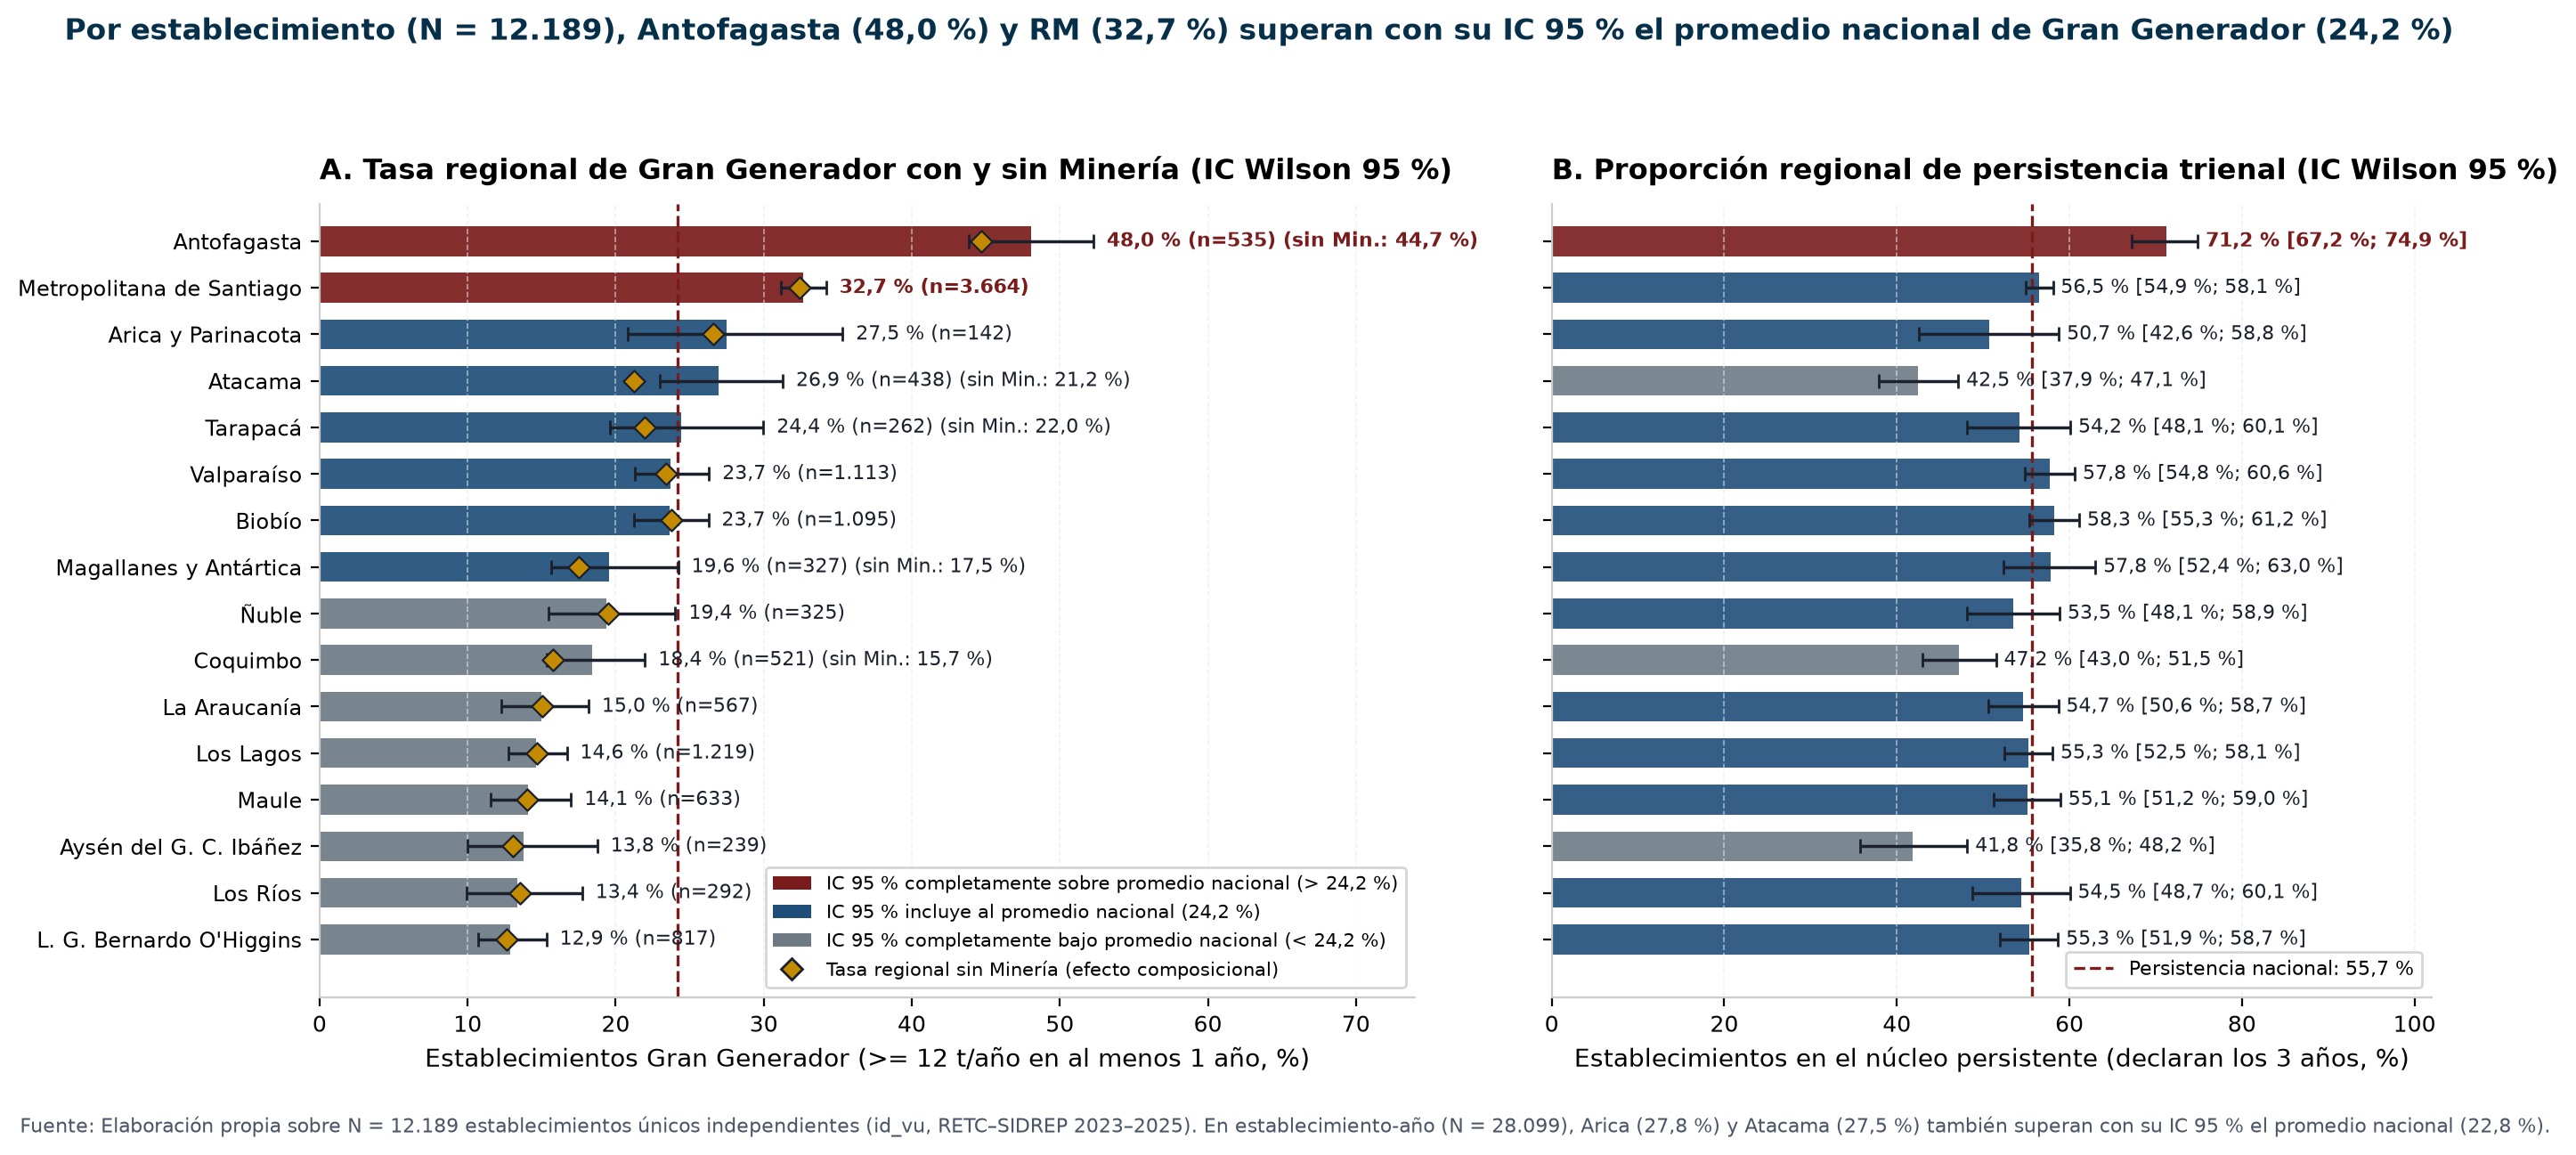 Por establecimiento (N = 12.189), Antofagasta (48,0 %) y RM (32,7 %) superan con su IC 95 % el promedio nacional de Gran Generador (24,2 %)
A. Tasa regional de Gran Generador con y sin Minería (IC Wilson 95 %)
Antofagasta
48,0 % (n=535) (sin Min.: 44,7 %)
Metropolitana de Santiago
32,7 % (n=3.664)
Arica y Parinacota
27,5 % (n=142)
Atacama
26,9 % (n=438) (sin Min.: 21,2 %)
Tarapacá
24,4 % (n=262) (sin Min.: 22,0 %)
Valparaíso
23,7 % (n=1.113)
Biobío
23,7 % (n=1.095)
Magallanes y Antártica
19,6 % (n=327) (sin Min.: 17,5 %)
Ñuble
19,4 % (n=325)
Coquimbo
18,4 % (n=521) (sin Min.: 15,7 %)
La Araucanía
15,0 % (n=567)
Los Lagos
14,6 % (n=1.219)
Maule
14,1 % (n=633)
Aysén del G. C. Ibáñez
13,8 % (n=239)
Los Ríos
13,4 % (n=292)
L. G. Bernardo O'Higgins
12,9 % (n=817)
IC 95 % completamente sobre promedio nacional (> 24,2 %)
IC 95 % incluye al promedio nacional (24,2 %)
IC 95 % completamente bajo promedio nacional (< 24,2 %)
Tasa regional sin Minería (efecto composicional)
0 10 20 30 40 50 60 70
Establecimientos Gran Generador (>= 12 t/año en al menos 1 año, %)
B. Proporción regional de persistencia trienal (IC Wilson 95 %)
71,2 % [67,2 %; 74,9 %]
56,5 % [54,9 %; 58,1 %]
50,7 % [42,6 %; 58,8 %]
42,5 % [37,9 %; 47,1 %]
54,2 % [48,1 %; 60,1 %]
57,8 % [54,8 %; 60,6 %]
58,3 % [55,3 %; 61,2 %]
57,8 % [52,4 %; 63,0 %]
53,5 % [48,1 %; 58,9 %]
47,2 % [43,0 %; 51,5 %]
54,7 % [50,6 %; 58,7 %]
55,3 % [52,5 %; 58,1 %]
55,1 % [51,2 %; 59,0 %]
41,8 % [35,8 %; 48,2 %]
54,5 % [48,7 %; 60,1 %]
55,3 % [51,9 %; 58,7 %]
Persistencia nacional: 55,7 %
0 20 40 60 80 100
Establecimientos en el núcleo persistente (declaran los 3 años, %)
Fuente: Elaboración propia sobre N = 12.189 establecimientos únicos independientes (id_vu, RETC–SIDREP 2023–2025). En establecimiento-año (N = 28.099), Arica (27,8 %) y Atacama (27,5 %) también superan con su IC 95 % el promedio nacional (22,8 %).